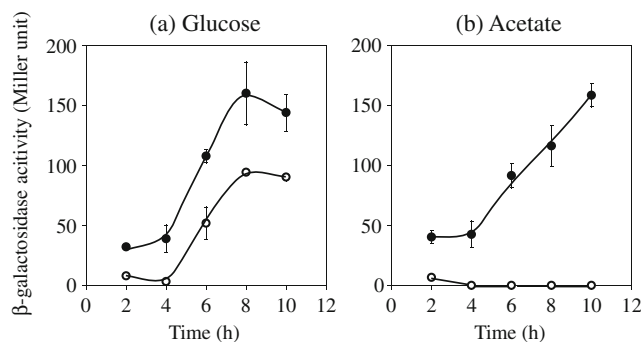 (a) Glucose
(b) Acetate
β-galactosidase acitivity (Miller unit)
200
150
100
50
0
0 2 4 6 8 10 12
Time (h)
200
150
100
50
0
0 2 4 6 8 10 12
Time (h)